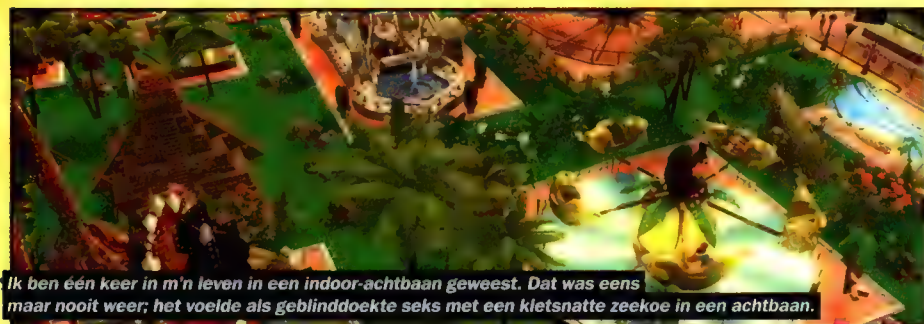 Ik ben één keer in m'n leven in een indoor-achtbaan geweest. Dat was eens
maar nooit weer; het voelde als geblinddoekte seks met een kletsnatte zeekoe in een achtbaan.